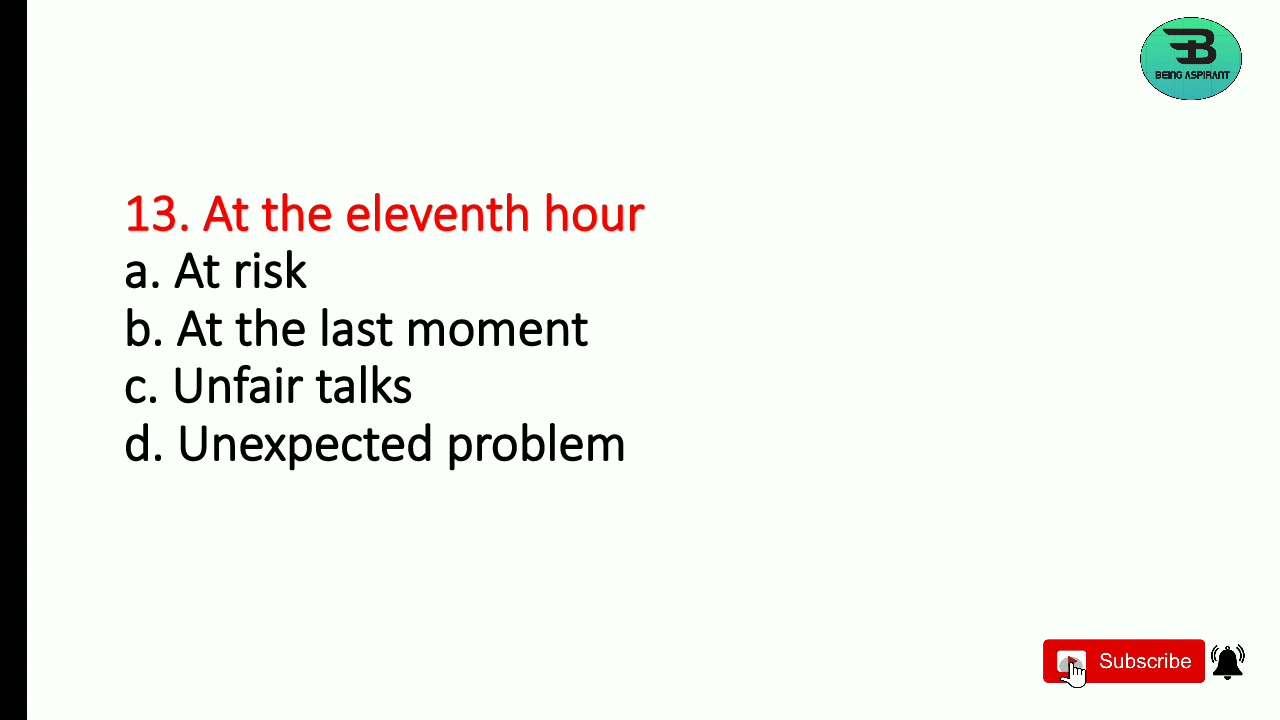 BEING ASPIRANT
13. At the eleventh hour
a. At risk
b. At the last moment
c. Unfair talks
d. Unexpected problem
Subscribe